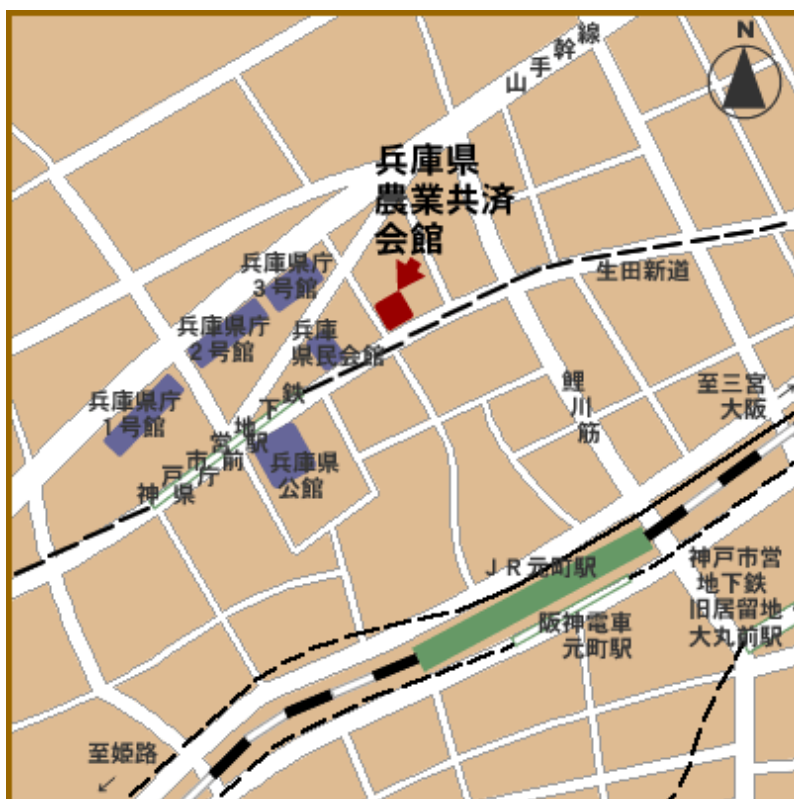 N
山手幹線
兵庫県
農業共済
会館
兵庫県庁
3号館
生田新道
兵庫県庁
2号館
兵庫
県民会館
至三宮
大阪
鯉川筋
兵庫県庁
1号館
神戸市営地下鉄
県庁前駅
兵庫県
公館
JR元町駅
神戸市営
地下鉄
旧居留地
大丸前駅
阪神電車
元町駅
至姫路